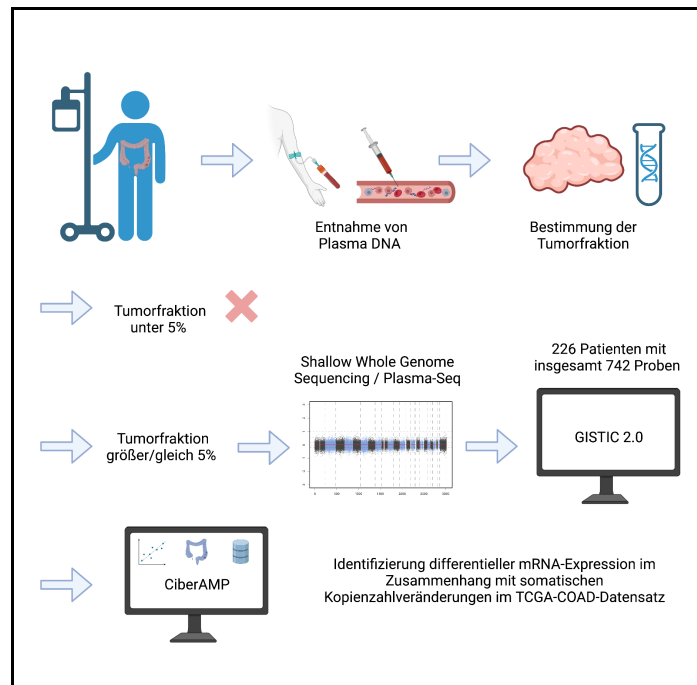 Entnahme von
Plasma DNA
Bestimmung der
Tumorfraktion
Tumorfraktion
unter 5%
Shallow Whole Genome
Sequencing / Plasma-Seq
226 Patienten mit
insgesamt 742 Proben
Tumorfraktion
größer/gleich 5%
GISTIC 2.0
CiberAMP
Identifizierung differentieller mRNA-Expression im
Zusammenhang mit somatischen
Kopienzahlveränderungen im TCGA-COAD-Datensatz